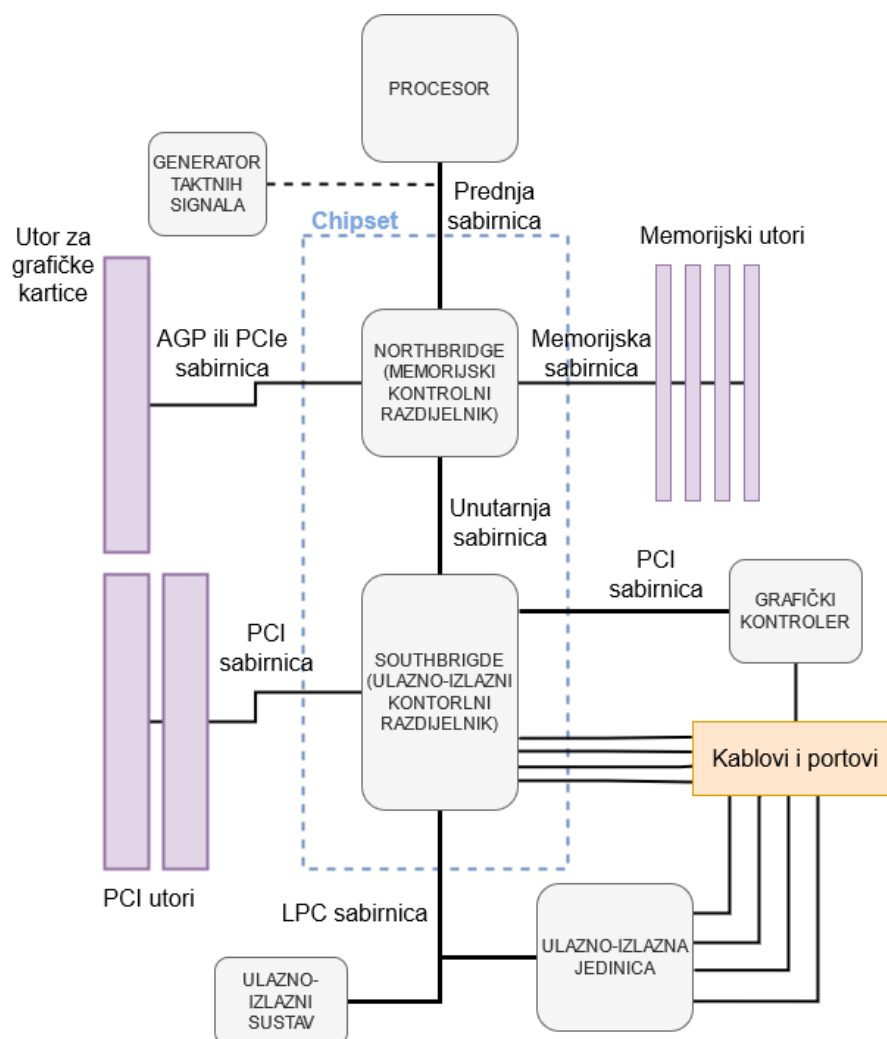 PROCESOR
GENERATOR
TAKTNIH
SIGNALA
Prednja
sabirnica
Chipset
Utor za
grafičke
kartice
Memorijski utori
AGP ili PCIe
sabirnica
NORTHBRIDGE
(MEMORIJSKI
KONTROLNI
RAZDIJELNIK)
Memorijska
sabirnica
Unutarnja
sabirnica
PCI
sabirnica
GRAFIČKI
KONTROLER
PCI
sabirnica
SOUTHBRIGDE
(ULAZNO-IZLAZNI
KONTORLNI
RAZDIJELNIK)
Kablovi i portovi
PCI utori
LPC sabirnica
ULAZNO-IZLAZNA
JEDINICA
ULAZNO-
IZLAZNI
SUSTAV